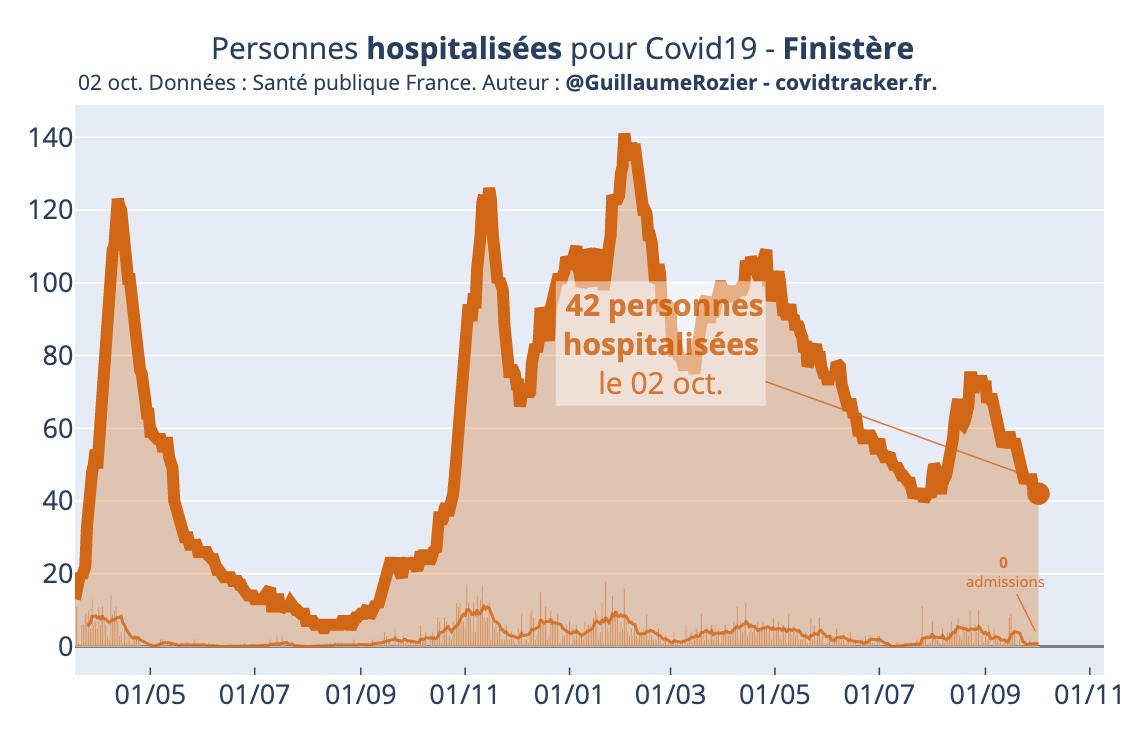 Personnes hospitalisées pour Covid19 - Finistère
02 oct. Données : Santé publique France. Auteur : @GuillaumeRozier - covidtracker.fr.
140
120
100
80
60
40
20
0
42 personnes
hospitalisées
le 02 oct.
0
admissions
01/05 01/07 01/09 01/11 01/01 01/03 01/05 01/07 01/09 01/11